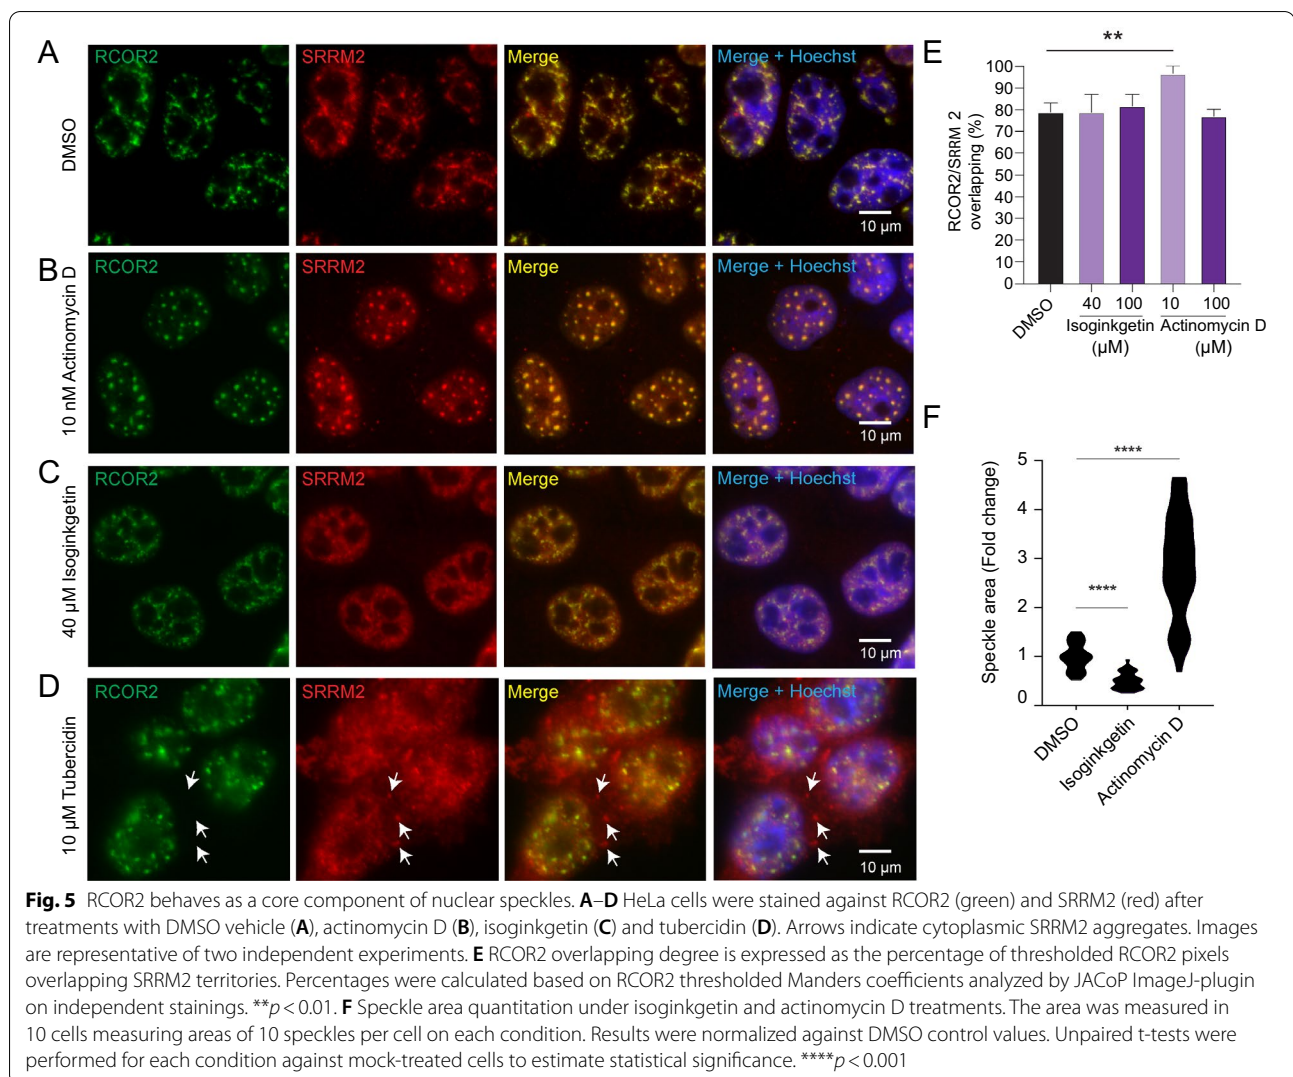 A
DMSO
RCOR2
SRRM2
Merge
Merge + Hoechst
10 µm
B
10 nM Actinomycin D
RCOR2
SRRM2
Merge
Merge + Hoechst
10 µm
C
40 µM Isoginkgetin
RCOR2
SRRM2
Merge
Merge + Hoechst
10 µm
D
10 µM Tubercidin
RCOR2
SRRM2
Merge
Merge + Hoechst
10 µm
E
**
RCOR2/SRRM 2
overlapping (%)
100
90
80
70
60
50
40
30
20
10
0
DMSO
40 100 10 100
Isoginkgetin Actinomycin D
(µM) (µM)
F
Speckle area (Fold change)
5
4
3
2
1
0
****
****
DMSO
Isoginkgetin
Actinomycin D
Fig. 5 RCOR2 behaves as a core component of nuclear speckles. A–D HeLa cells were stained against RCOR2 (green) and SRRM2 (red) after
treatments with DMSO vehicle (A), actinomycin D (B), isoginkgetin (C) and tubercidin (D). Arrows indicate cytoplasmic SRRM2 aggregates. Images
are representative of two independent experiments. E RCOR2 overlapping degree is expressed as the percentage of thresholded RCOR2 pixels
overlapping SRRM2 territories. Percentages were calculated based on RCOR2 thresholded Manders coefficients analyzed by JACoP ImageJ-plugin
on independent stainings. **p < 0.01. F Speckle area quantitation under isoginkgetin and actinomycin D treatments. The area was measured in
10 cells measuring areas of 10 speckles per cell on each condition. Results were normalized against DMSO control values. Unpaired t-tests were
performed for each condition against mock-treated cells to estimate statistical significance. ****p < 0.001